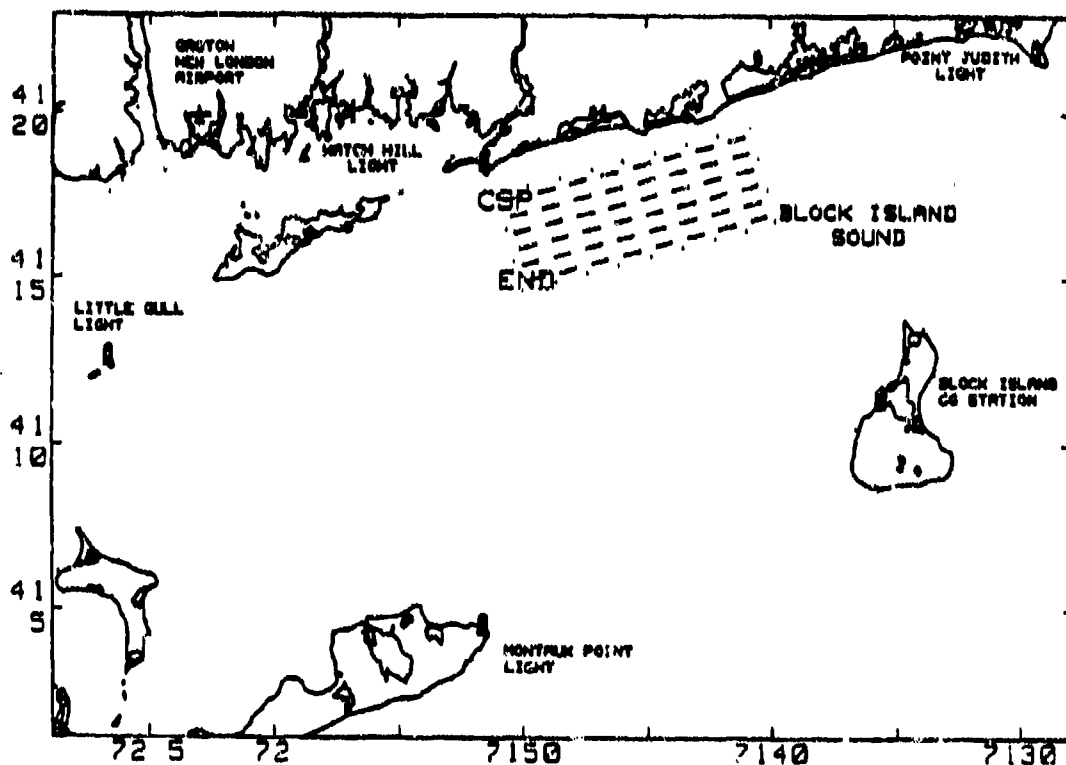 GROTON
NEW LONDON
AIRPORT
POINT JUDITH
LIGHT
41
20
WATCH HILL
LIGHT
CSP
BLOCK ISLAND
SOUND
41
15
END
LITTLE GULL
LIGHT
BLOCK ISLAND
CG STATION
41
10
41
5
MONTAUK POINT
LIGHT
72 5
72
7150
7140
7130